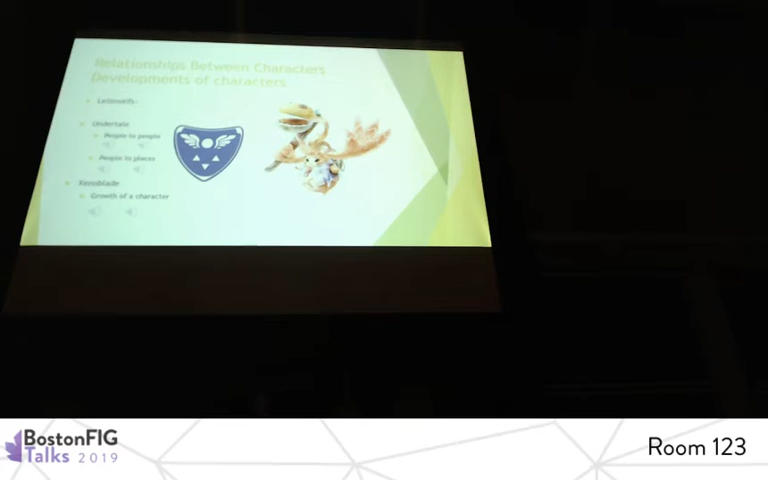 Relationships Between Characters
Developments of characters
Leitmotifs-
Undertale
People to people
People to places
Xenoblade
Growth of a character
BostonFIG
Talks 2019
Room 123